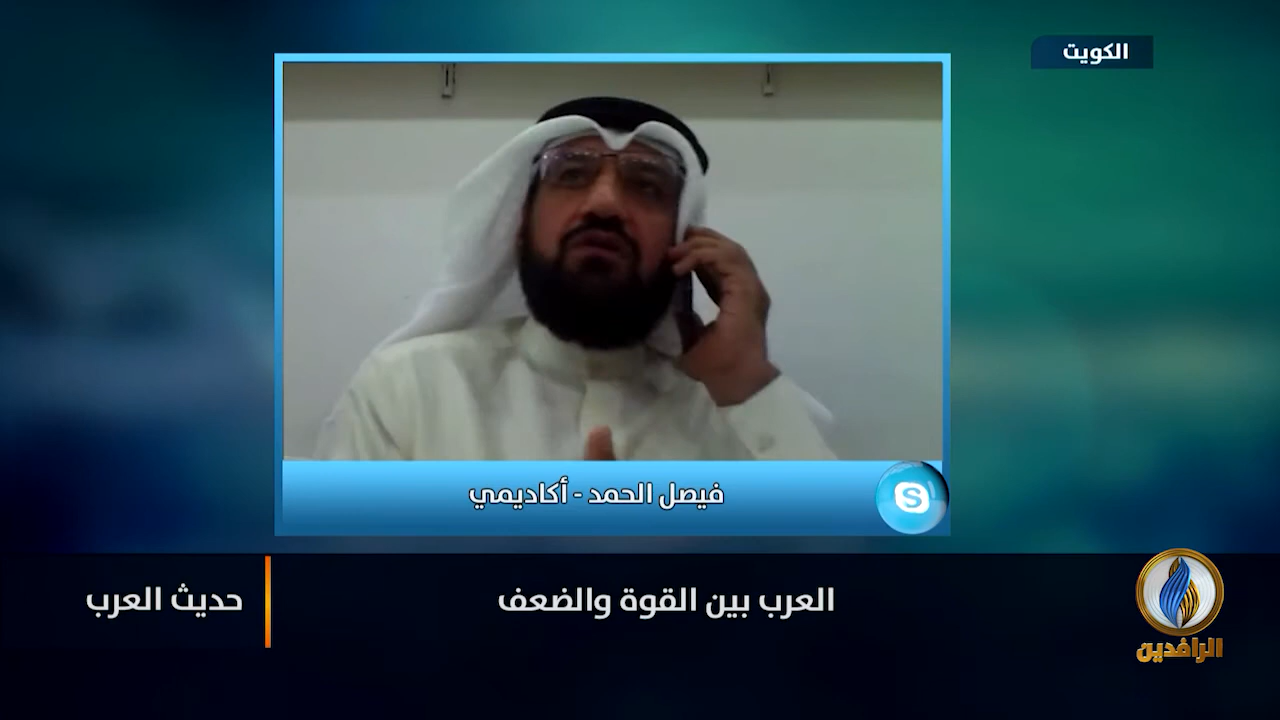 الكويت
فيصل الحمد - أكاديمي
العرب بين القوة والضعف
حديث العرب
الرافدين